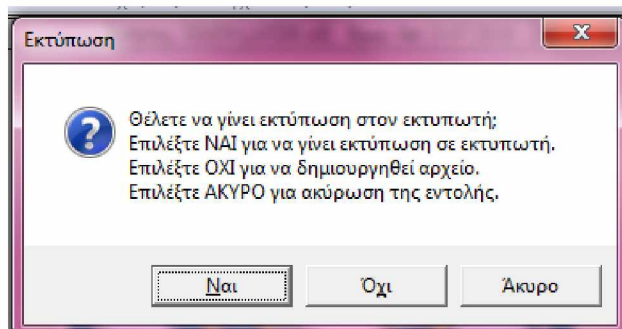 Εκτύπωση
Θέλετε να γίνει εκτύπωση στον εκτυπωτή;
Επιλέξτε ΝΑΙ για να γίνει εκτύπωση σε εκτυπωτή.
Επιλέξτε ΟΧΙ για να δημιουργηθεί αρχείο.
Επιλέξτε ΑΚΥΡΟ για ακύρωση της εντολής.
Ναι Όχι Άκυρο